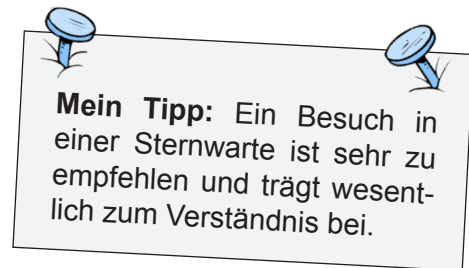 Mein Tipp: Ein Besuch in
einer Sternwarte ist sehr zu
empfehlen und trägt wesent-
lich zum Verständnis bei.